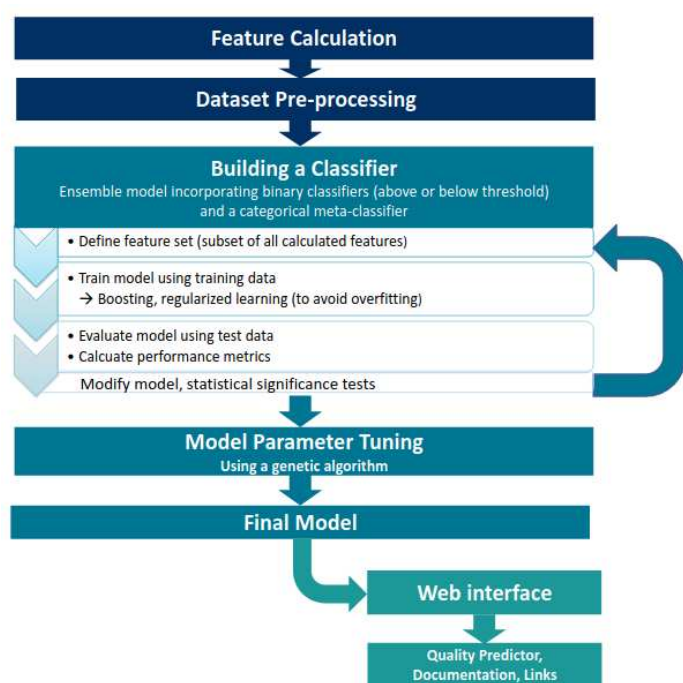 Feature Calculation
Dataset Pre-processing
Building a Classifier
Ensemble model incorporating binary classifiers (above or below threshold)
and a categorical meta-classifier
• Define feature set (subset of all calculated features)
• Train model using training data
→ Boosting, regularized learning (to avoid overfitting)
• Evaluate model using test data
• Calcuate performance metrics
Modify model, statistical significance tests
Model Parameter Tuning
Using a genetic algorithm
Final Model
Web interface
Quality Predictor,
Documentation, Links